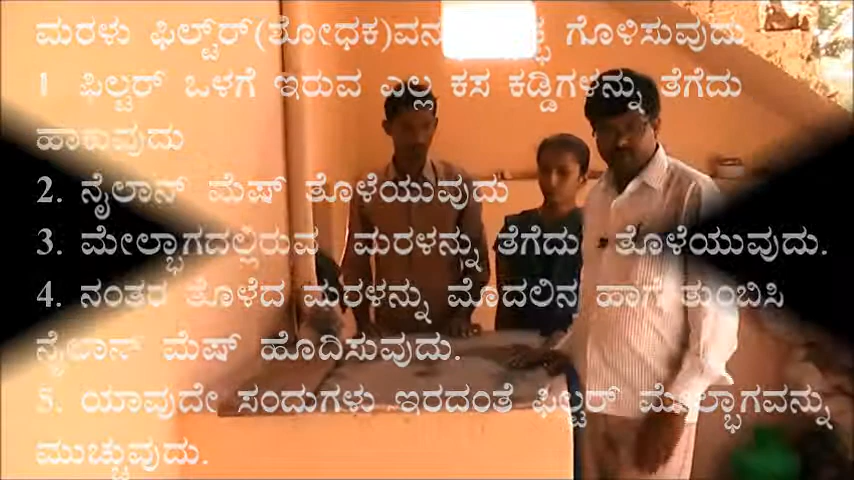 ಮರಳು ಫಿಲ್ಟರ್(ಶೋಧಕ)ವನ್ನು ಸ್ವಚ್ಛ ಗೊಳಿಸುವುದು
1 ಫಿಲ್ಟರ್ ಒಳಗೆ ಇರುವ ಎಲ್ಲ ಕಸ ಕಡ್ಡಿಗಳನ್ನು ತೆಗೆದು
ಹಾಕುವುದು.
2. ನೈಲಾನ್ ಮೆಷ್ ತೊಳೆಯುವುದು
3. ಮೇಲ್ಭಾಗದಲ್ಲಿರುವ ಮರಳನ್ನು ತೆಗೆದು ತೊಳೆಯುವುದು.
4. ನಂತರ ತೊಳೆದ ಮರಳನ್ನು ಮೊದಲಿನ ಹಾಗೆ ತುಂಬಿಸಿ
ನೈಲಾನ್ ಮೆಷ್ ಹೊದಿಸುವುದು.
5. ಯಾವುದೇ ಸಂದುಗಳು ಇರದಂತೆ ಫಿಲ್ಟರ ಮೇಲ್ಭಾಗವನ್ನು
ಮುಚ್ಚುವುದು.